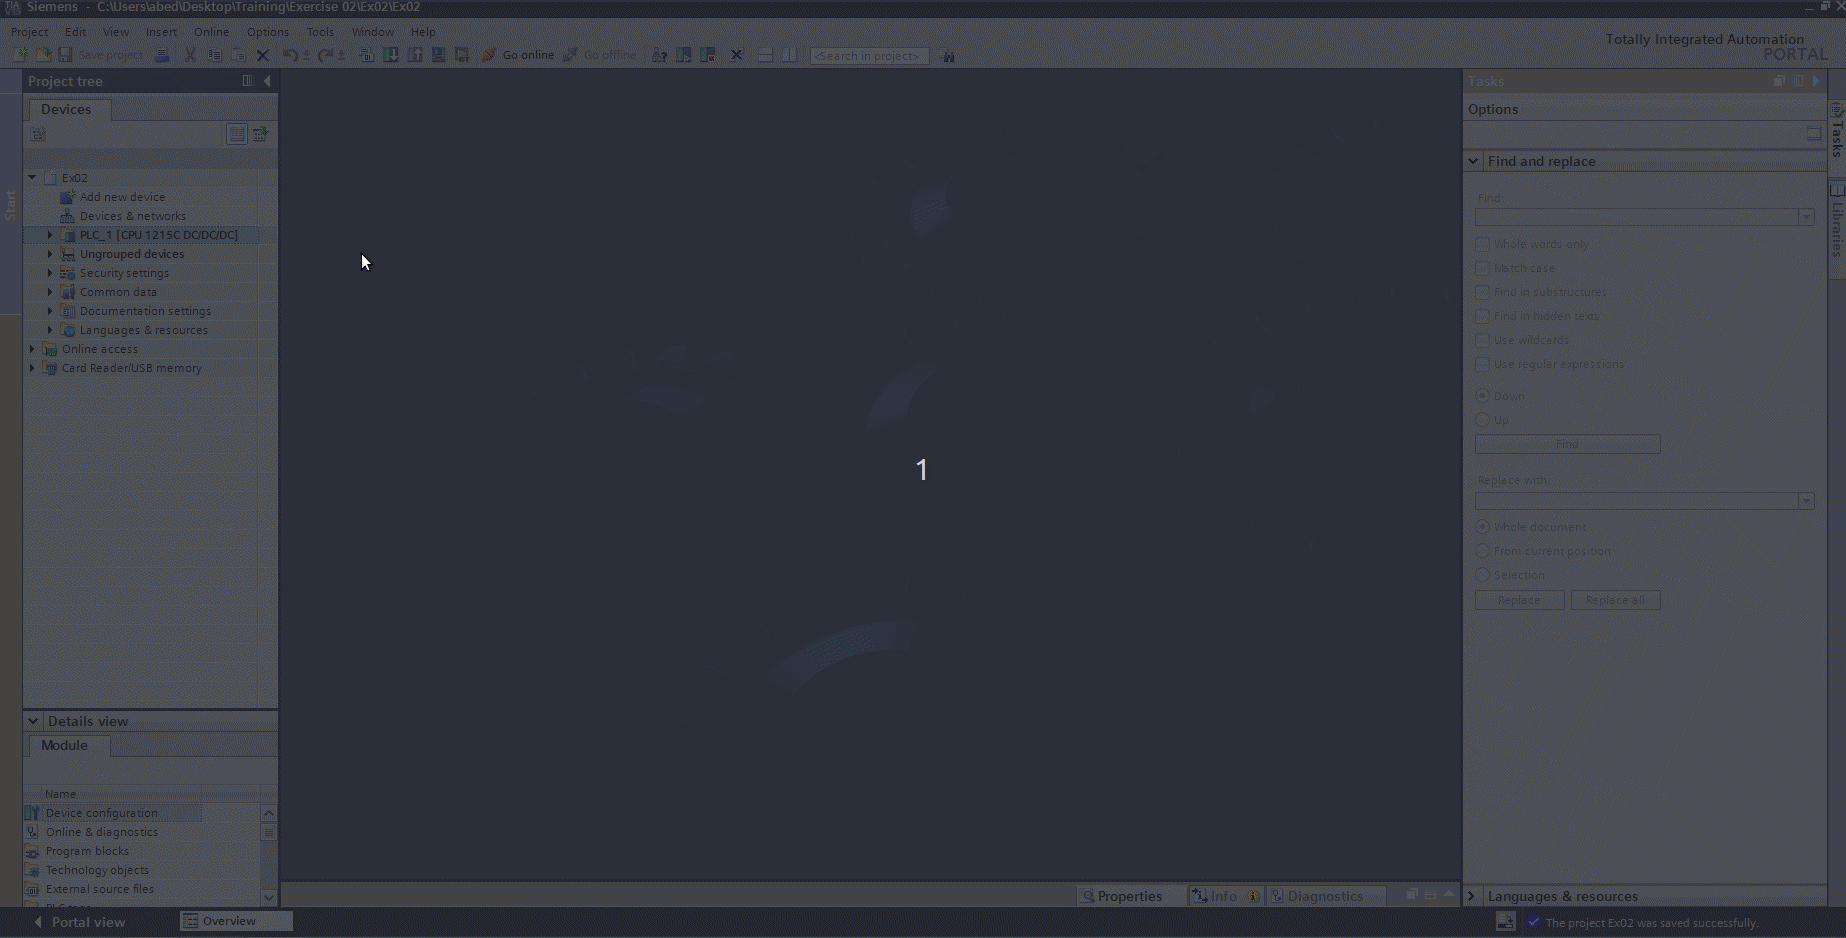 Siemens - C:\Users\abed\Desktop\Training\Exercise 02\Ex02\Ex02
Project Edit View Insert Online Options Tools Window Help
Totally Integrated Automation
PORTAL
Save project Go online Go offline <Search in project>
Project tree
Devices
Start
Ex02
Add new device
Devices & networks
PLC_1 [CPU 1215C DC/DC/DC]
Ungrouped devices
Security settings
Common data
Documentation settings
Languages & resources
Online access
Card Reader/USB memory
Details view
Module
Name
Device configuration
Online & diagnostics
Program blocks
Technology objects
External source files
1
Properties Info Diagnostics
Tasks
Options
Find and replace
Find:
Whole words only
Match case
Find in substructures
Find in hidden texts
Use wildcards
Use regular expressions
Down
Up
Find
Replace with:
Whole document
From current position
Selection
Replace Replace all
Languages & resources
Tasks
Libraries
Portal view Overview
The project Ex02 was saved successfully.